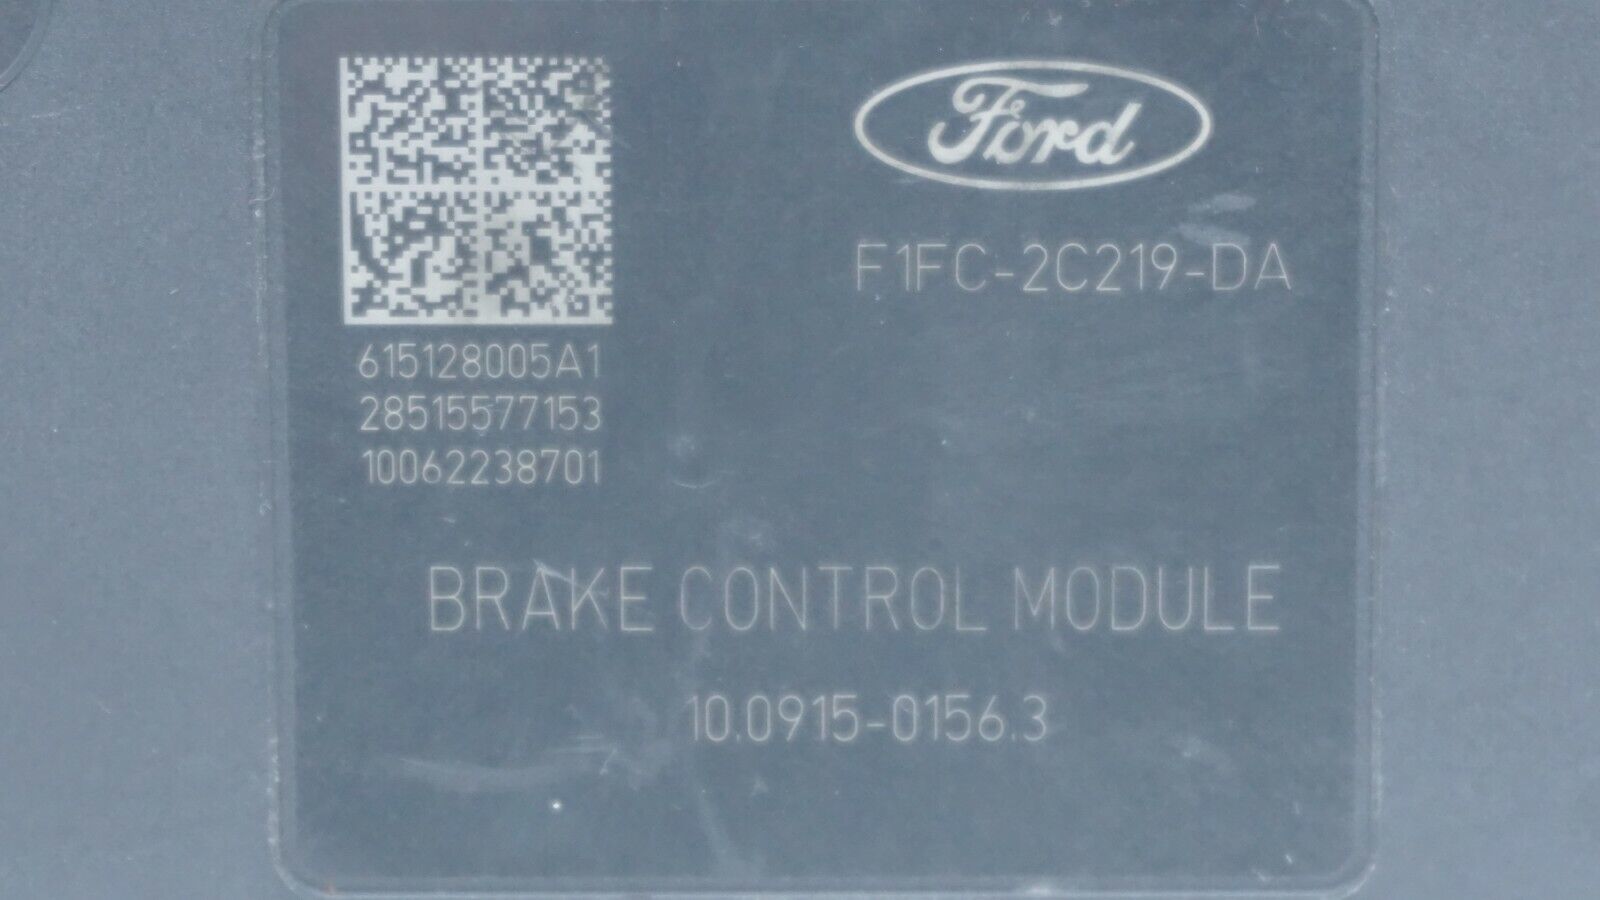 Ford
F1FC-2C219-DA
615128005A1
28515577153
10062238701
BRAKE CONTROL MODULE
10.0915-0156.3